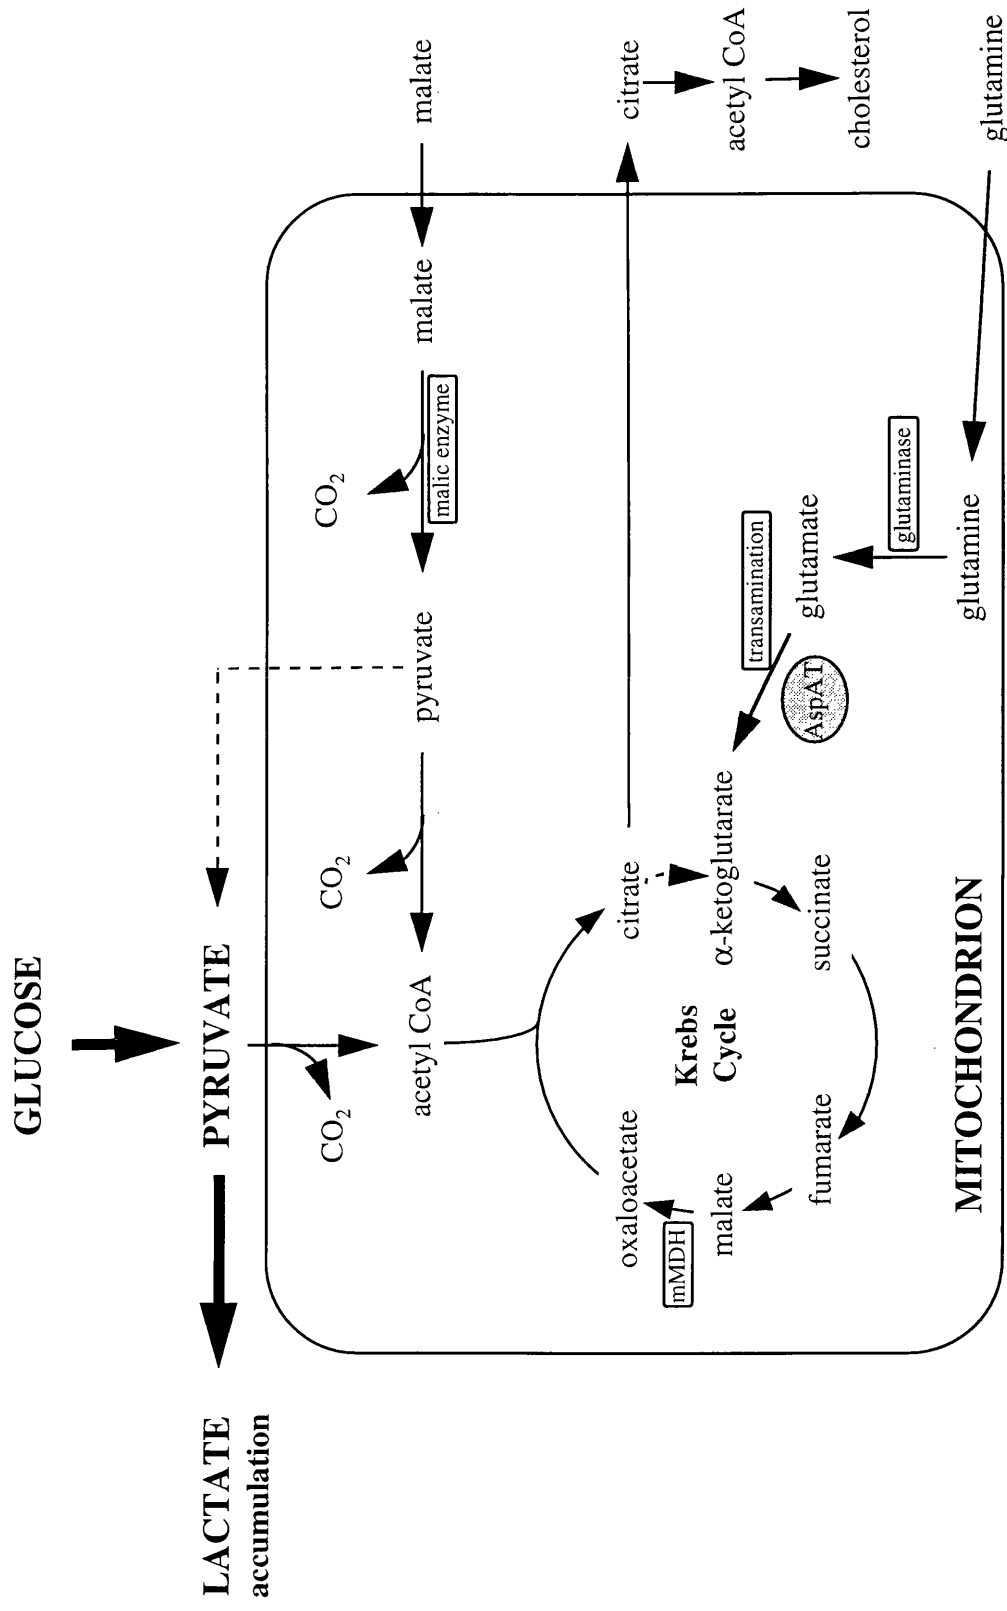 GLUCOSE
LACTATE
accumulation
PYRUVATE
CO2
CO2
CO2
acetyl CoA
pyruvate
malic enzyme
malate
malate
oxaloacetate
citrate
citrate
mMDH
malate
Krebs
Cycle
α-ketoglutarate
transamination
acetyl CoA
fumarate
succinate
AspAT
glutamate
cholesterol
glutaminase
MITOCHONDRION
glutamine
glutamine